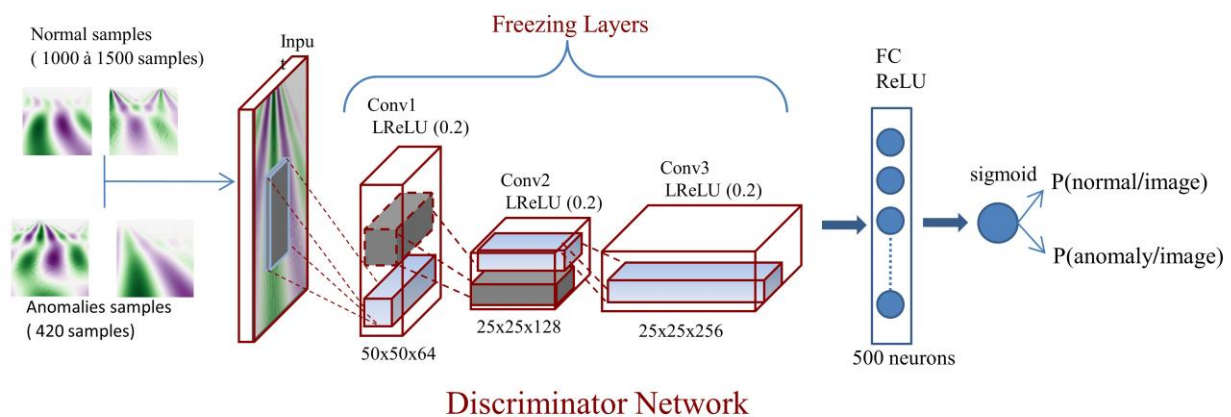 Freezing Layers
Normal samples
( 1000 à 1500 samples)
Inpu
t
Conv1
LReLU (0.2)
Conv2
LReLU (0.2)
Conv3
LReLU (0.2)
FC
ReLU
sigmoid
P(normal/image)
P(anomaly/image)
Anomalies samples
( 420 samples)
50x50x64
25x25x128
25x25x256
500 neurons
Discriminator Network